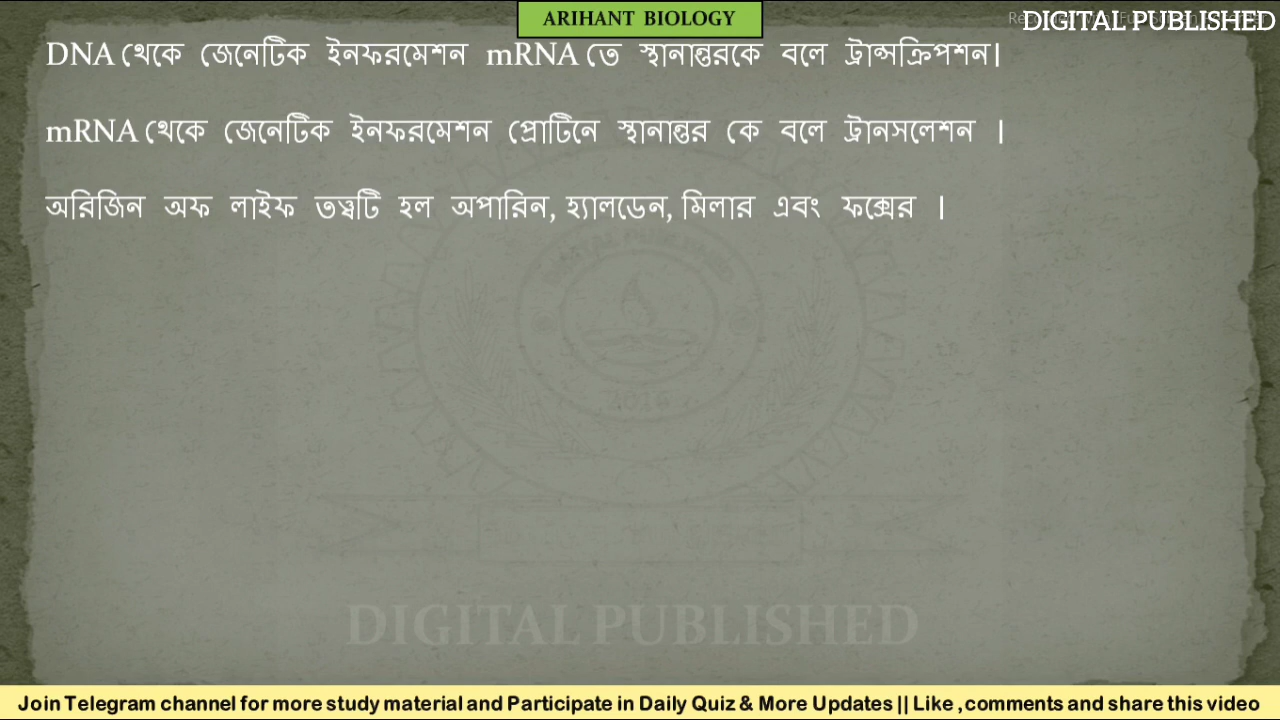 ARIHANT BIOLOGY
DIGITAL PUBLISHED
DNA থেকে জেনেটিক ইনফরমেশন mRNA তে স্থানান্তরকে বলে ট্রান্সক্রিপশন।
mRNA থেকে জেনেটিক ইনফরমেশন প্রোটিনে স্থানান্তর কে বলে ট্রানসলেশন ।
অরিজিন অফ লাইফ তত্ত্বটি হল অপারিন, হ্যালডেন, মিলার এবং ফক্সের ।
2016
DIGITAL PUBLISHED
Join Telegram channel for more study material and Participate in Daily Quiz & More Updates || Like ,comments and share this video